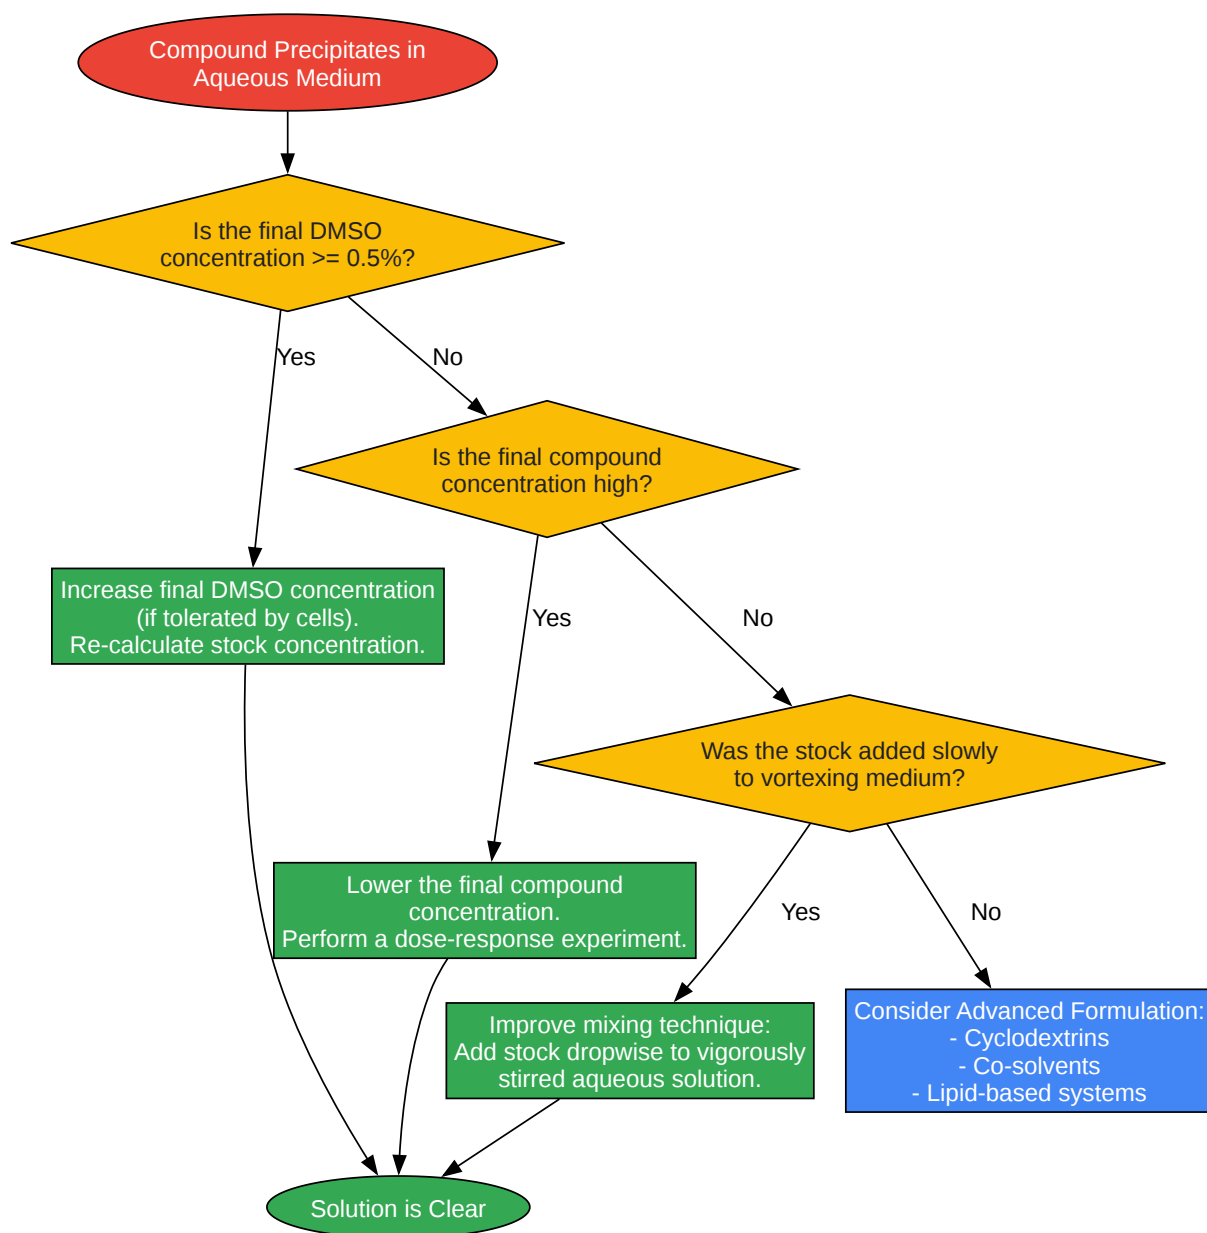 Compound Precipitates in
Aqueous Medium
Is the final DMSO
concentration >= 0.5%?
Yes
No
Is the final compound
concentration high?
Increase final DMSO concentration
(if tolerated by cells).
Re-calculate stock concentration.
Yes
No
Was the stock added slowly
to vortexing medium?
Lower the final compound
concentration.
Perform a dose-response experiment.
Yes
No
Improve mixing technique:
Add stock dropwise to vigorously
stirred aqueous solution.
Consider Advanced Formulation:
- Cyclodextrins
- Co-solvents
- Lipid-based systems
Solution is Clear